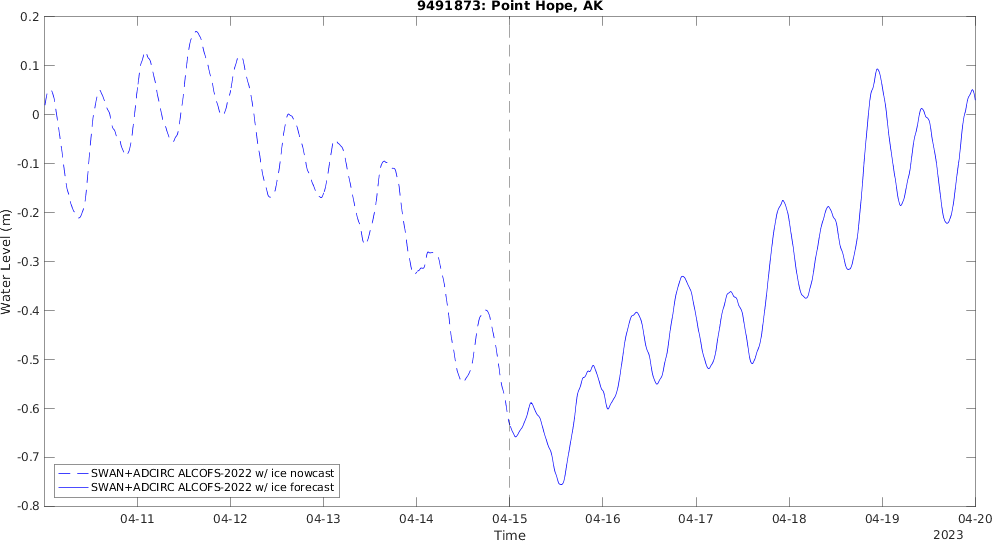 9491873: Point Hope, AK
0.2
0.1
0
-0.1
-0.2
-0.3
-0.4
-0.5
-0.6
-0.7
-0.8
Water Level (m)
SWAN+ADCIRC ALCOFS-2022 w/ ice nowcast
SWAN+ADCIRC ALCOFS-2022 w/ ice forecast
04-11 04-12 04-13 04-14 04-15 04-16 04-17 04-18 04-19 04-20
Time
2023